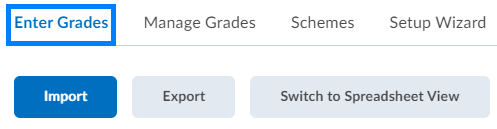 Enter Grades Manage Grades Schemes Setup Wizard
Import Export Switch to Spreadsheet View